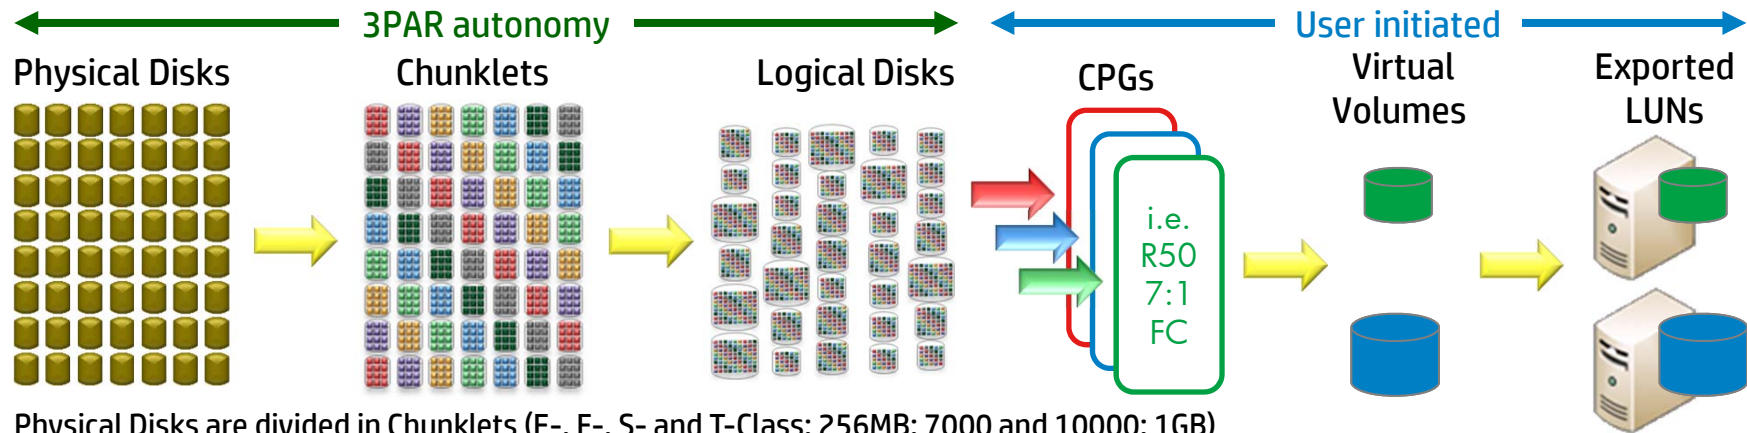 3PAR autonomy
User initiated
Physical Disks
Chunklets
Logical Disks
CPGs
Virtual
Volumes
Exported
LUNs
i.e.
R50
7:1
FC
Physical Disks are divided in Chunklets (E-, F-, S- and T-Class: 256MB; 7000 and 10000: 1GB)